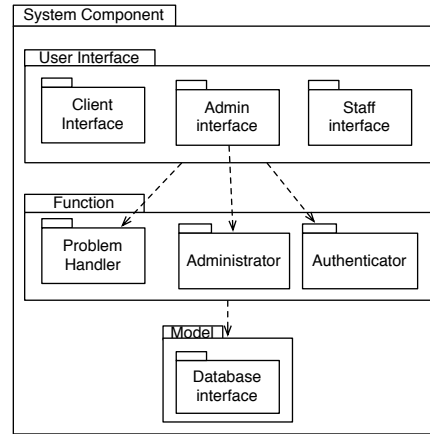 System Component
User Interface
Client
Interface
Admin
interface
Staff
interface
Function
Problem
Handler
Administrator
Authenticator
Model
Database
interface